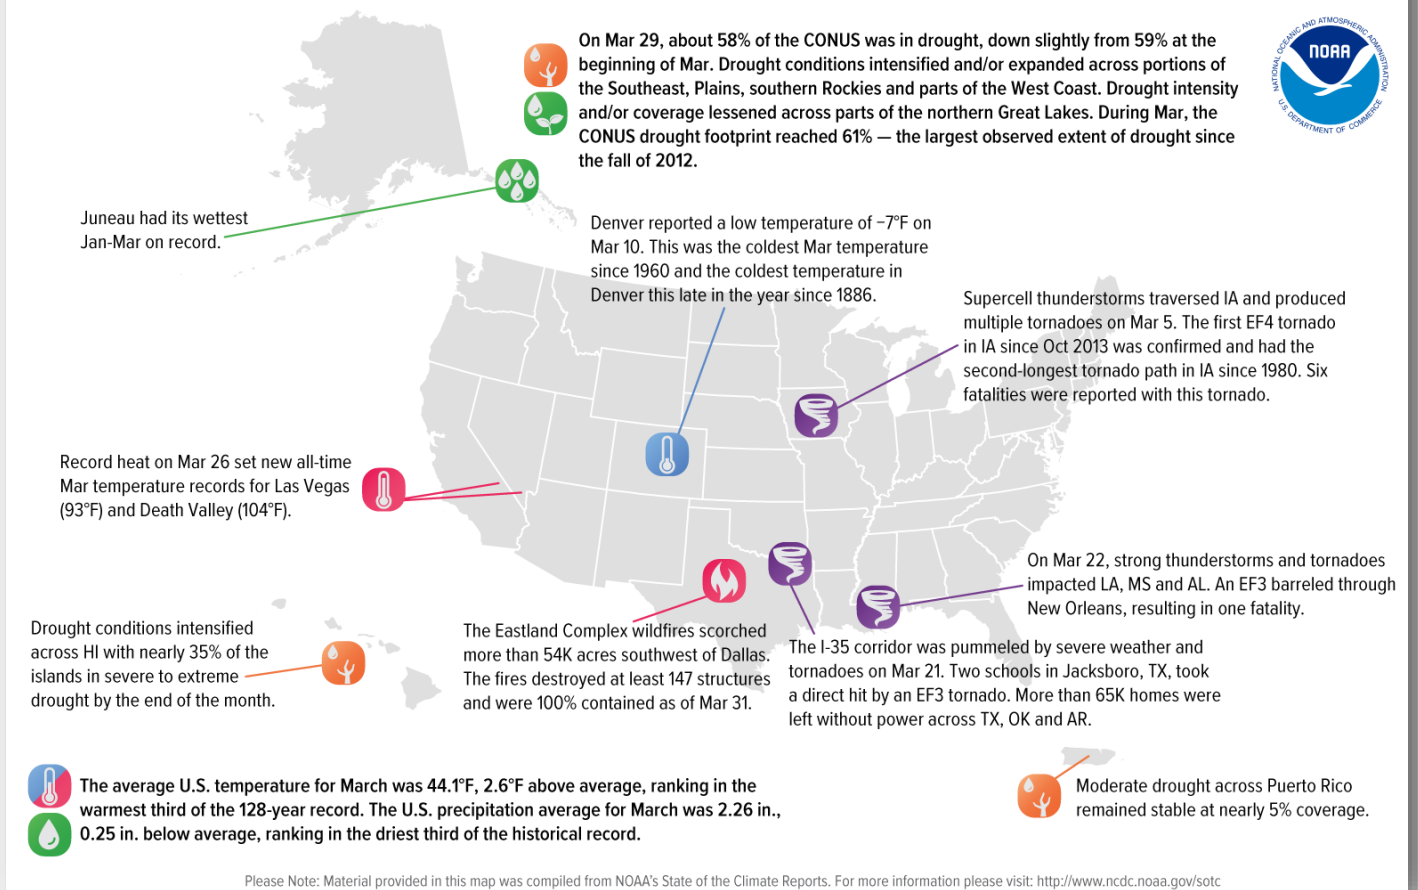 On Mar 29, about 58% of the CONUS was in drought, down slightly from 59% at the
beginning of Mar. Drought conditions intensified and/or expanded across portions of
the Southeast, Plains, southern Rockies and parts of the West Coast. Drought intensity
and/or coverage lessened across parts of the northern Great Lakes. During Mar, the
CONUS drought footprint reached 61% — the largest observed extent of drought since
the fall of 2012.
NATIONAL OCEANIC AND ATMOSPHERIC ADMINISTRATION
NOAA
U.S. DEPARTMENT OF COMMERCE
Juneau had its wettest
Jan-Mar on record.
Denver reported a low temperature of −7°F on
Mar 10. This was the coldest Mar temperature
since 1960 and the coldest temperature in
Denver this late in the year since 1886.
Supercell thunderstorms traversed IA and produced
multiple tornadoes on Mar 5. The first EF4 tornado
in IA since Oct 2013 was confirmed and had the
second-longest tornado path in IA since 1980. Six
fatalities were reported with this tornado.
Record heat on Mar 26 set new all-time
Mar temperature records for Las Vegas
(93°F) and Death Valley (104°F).
On Mar 22, strong thunderstorms and tornadoes
impacted LA, MS and AL. An EF3 barreled through
New Orleans, resulting in one fatality.
Drought conditions intensified
across HI with nearly 35% of the
islands in severe to extreme
drought by the end of the month.
The Eastland Complex wildfires scorched
more than 54K acres southwest of Dallas.
The fires destroyed at least 147 structures
and were 100% contained as of Mar 31.
The I-35 corridor was pummeled by severe weather and
tornadoes on Mar 21. Two schools in Jacksboro, TX, took
a direct hit by an EF3 tornado. More than 65K homes were
left without power across TX, OK and AR.
The average U.S. temperature for March was 44.1°F, 2.6°F above average, ranking in the
warmest third of the 128-year record. The U.S. precipitation average for March was 2.26 in.,
0.25 in. below average, ranking in the driest third of the historical record.
Moderate drought across Puerto Rico
remained stable at nearly 5% coverage.
Please Note: Material provided in this map was compiled from NOAA's State of the Climate Reports. For more information please visit: http://www.ncdc.noaa.gov/sotc